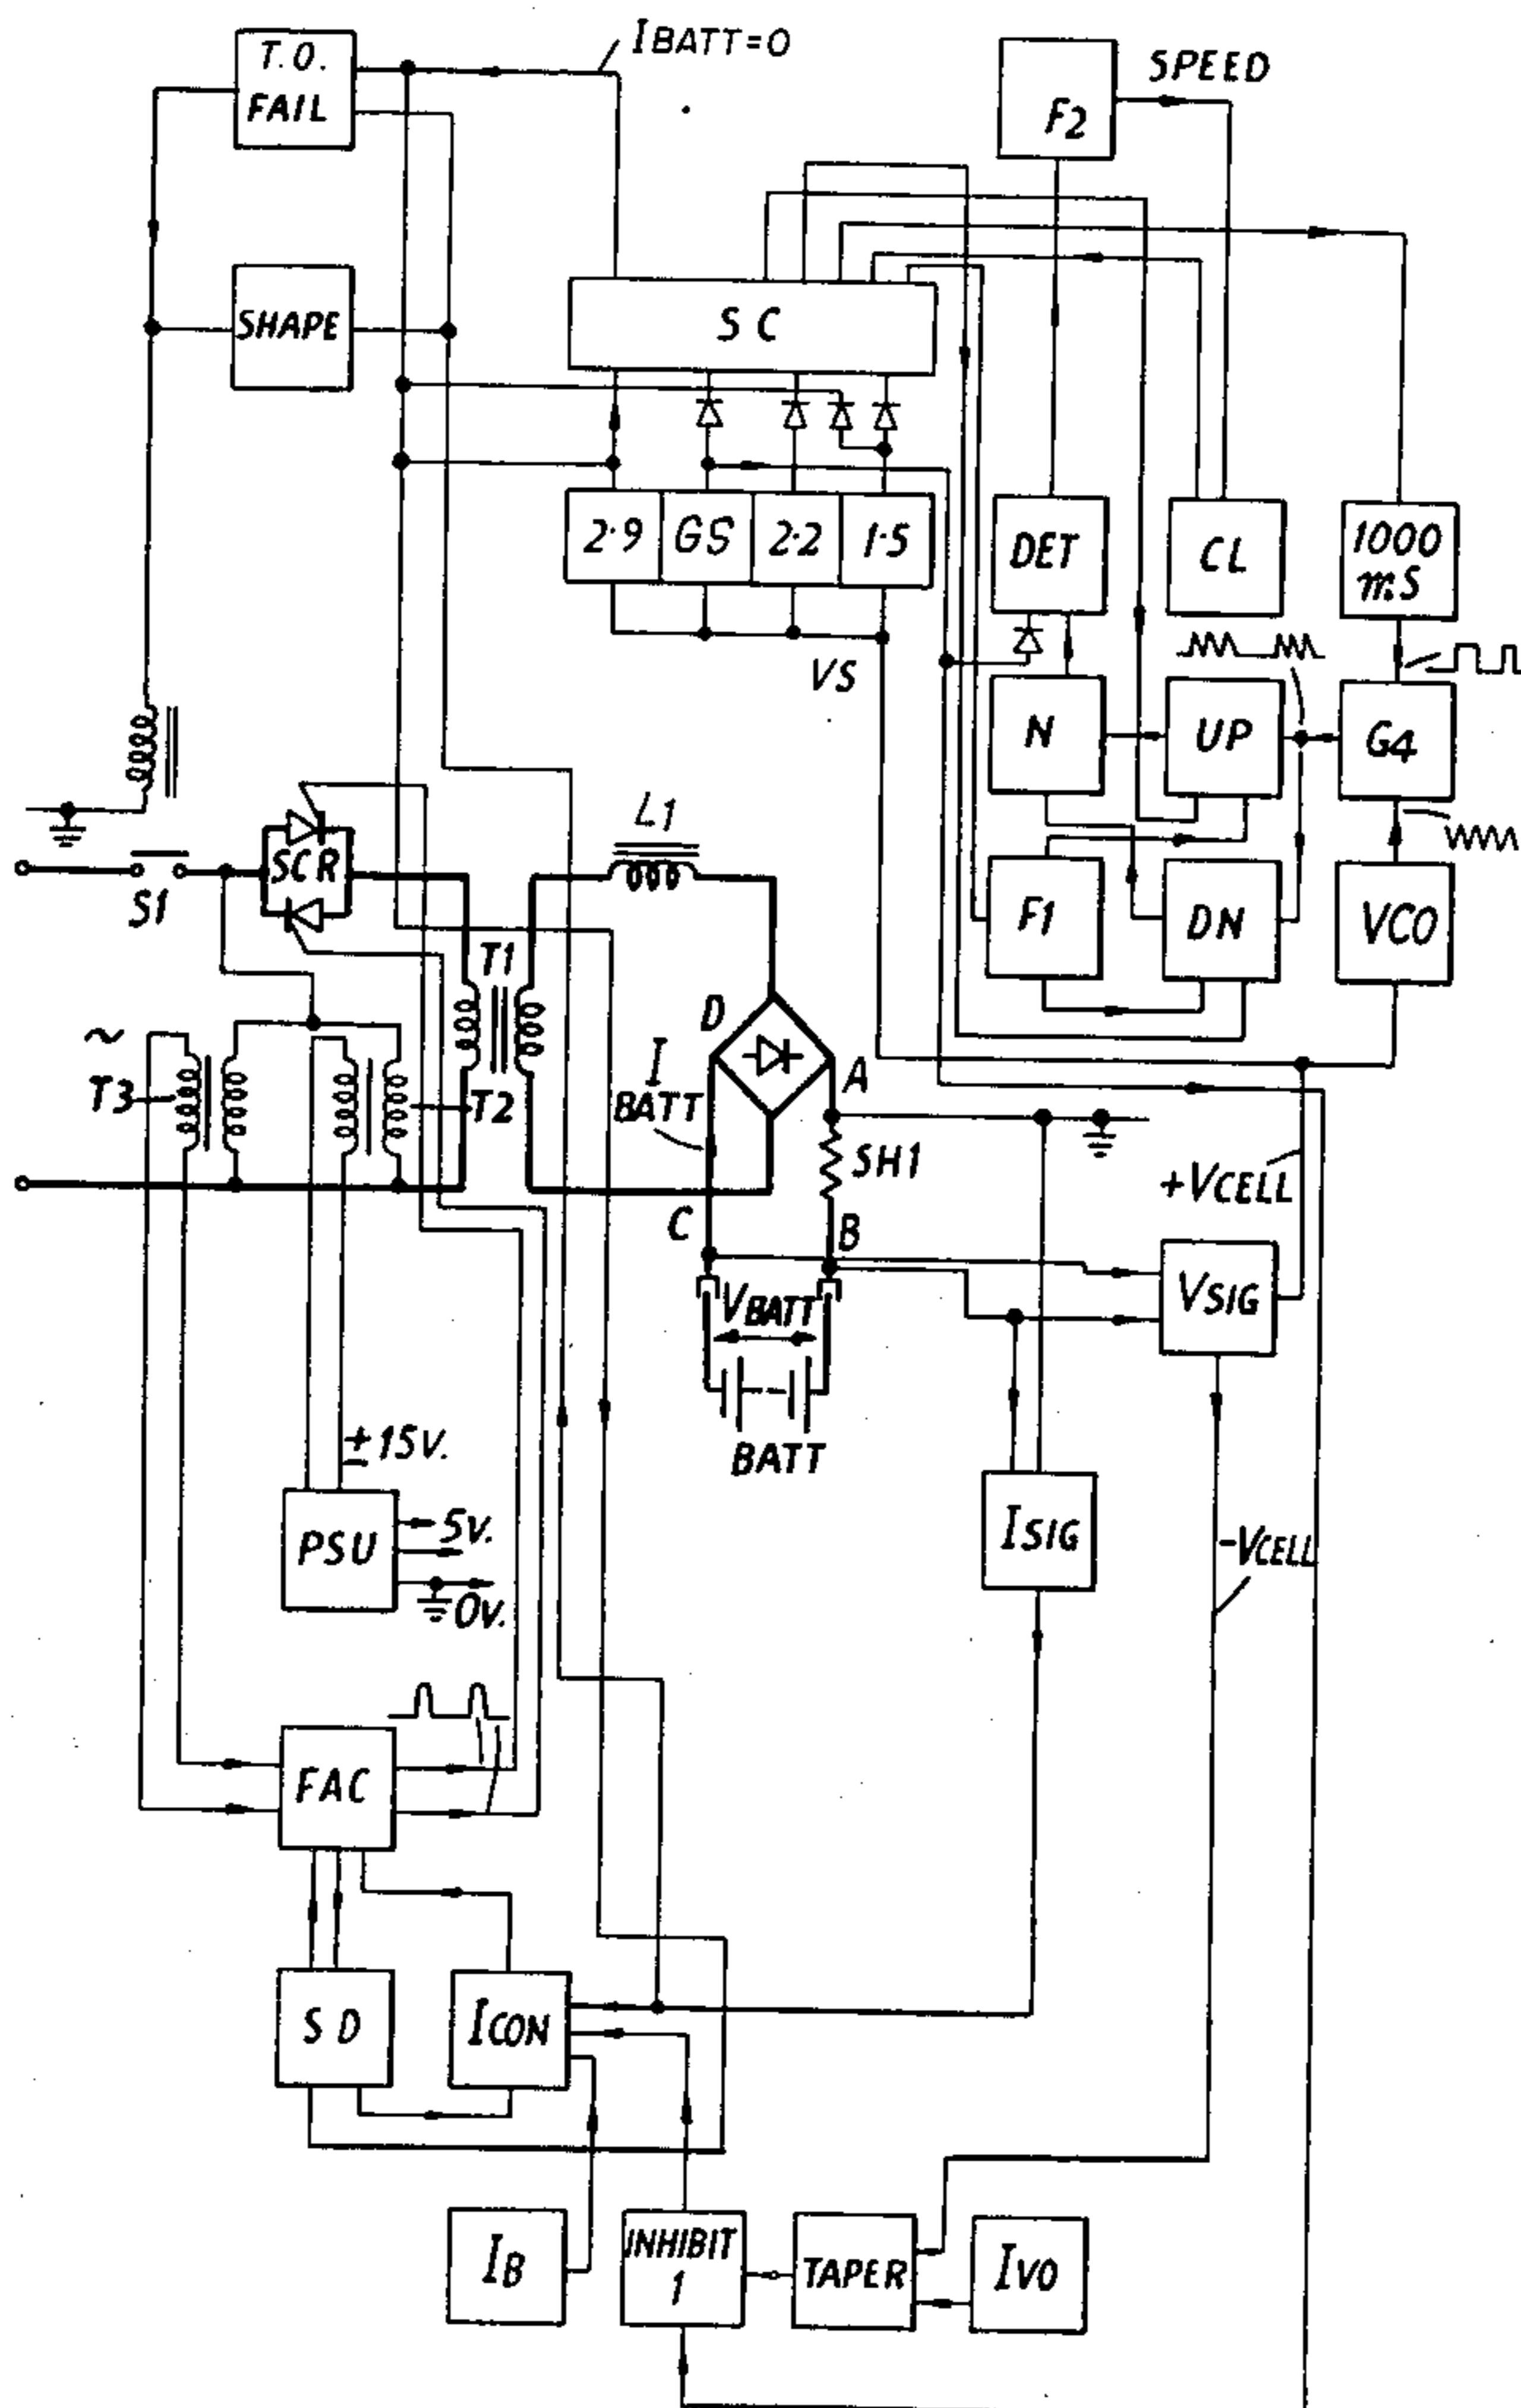 IBATT=0
T.O.
FAIL
F2
SPEED
SHAPE
SC
2·9
GS
2·2
1·5
DET
CL
1000
mS
VS
N
UP
G4
L1
SCR
S1
F1
DN
VCO
T1
D
I
BATT
A
~
T3
T2
SH1
+VCELL
C
B
VBATT
VSIG
BATT
±15V.
PSU
5V.
0V.
ISIG
-VCELL
FAC
SD
ICON
IB
INHIBIT
1
TAPER
IVO